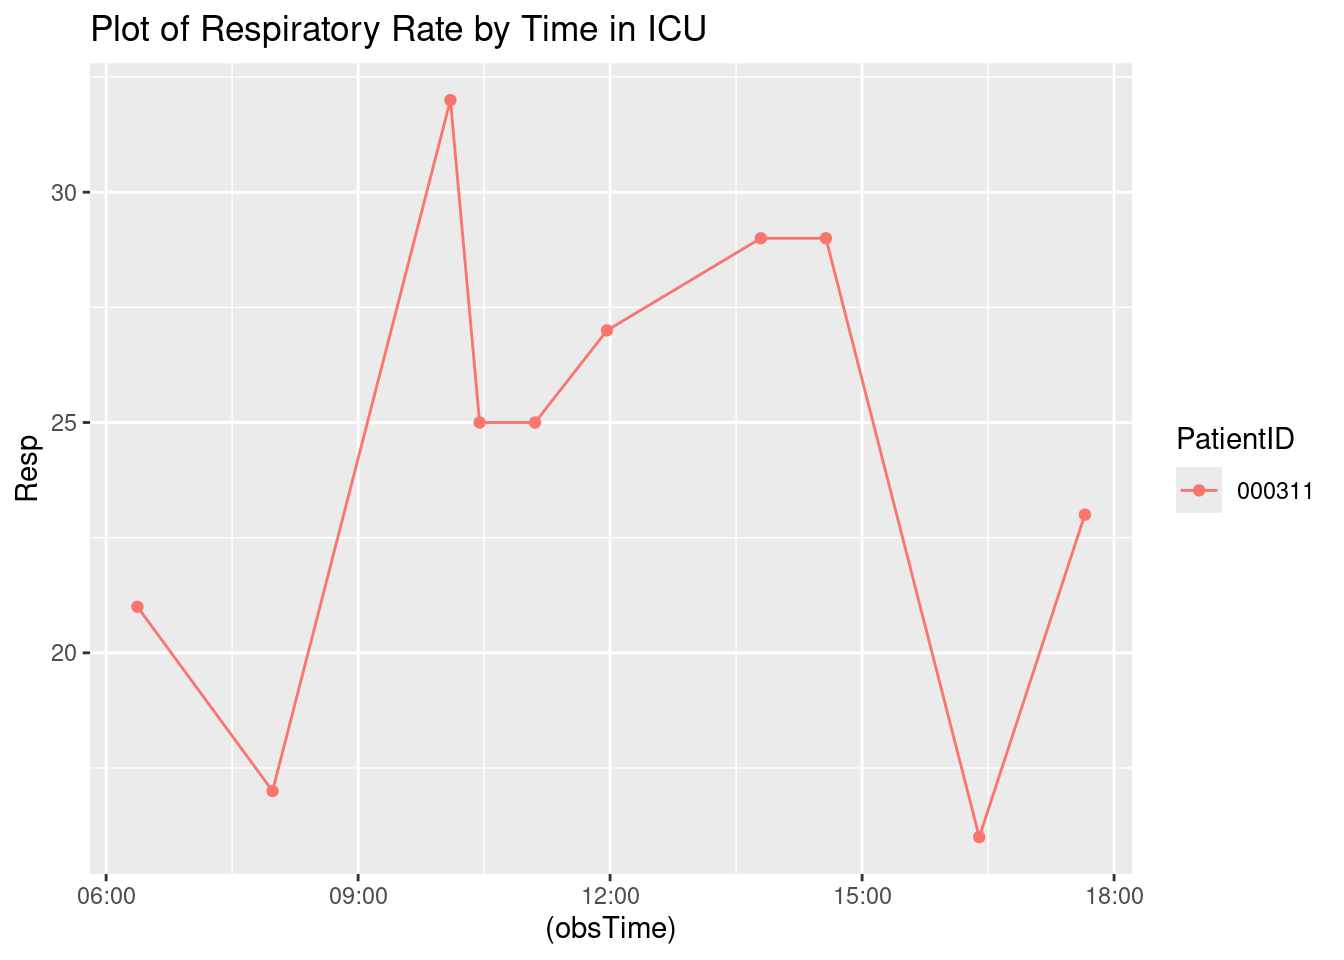 Plot of Respiratory Rate by Time in ICU
30
25
20
Resp
06:00 09:00 12:00 15:00 18:00
(obsTime)
PatientID
000311